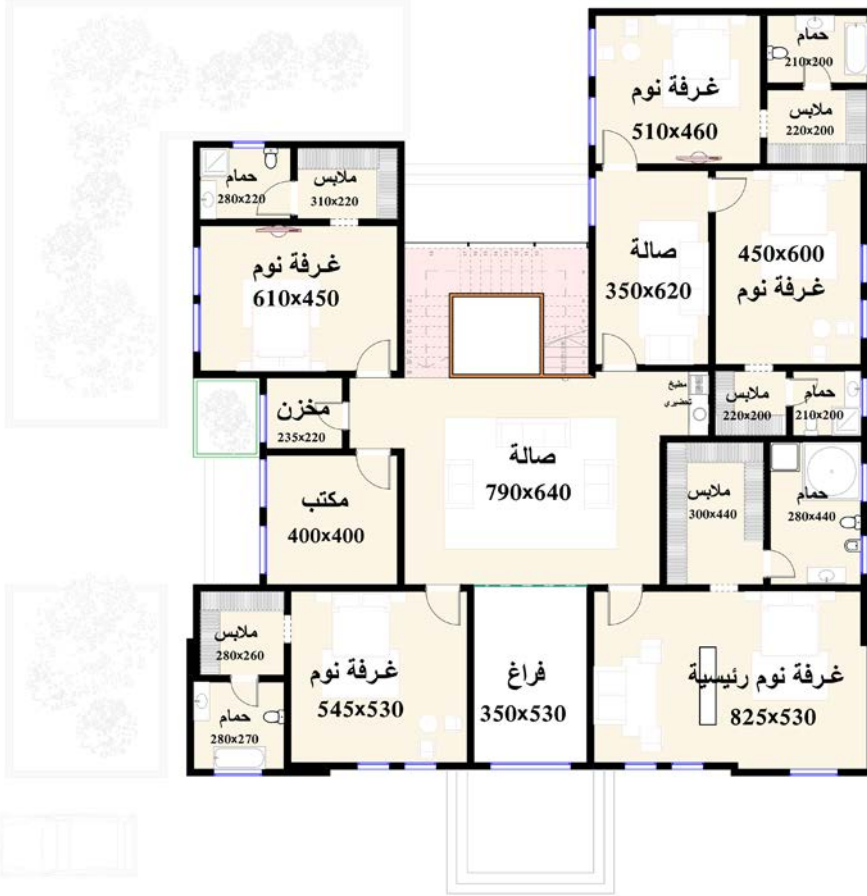 حمام
210x200
غرفة نوم
510x460
ملابس
220x200
حمام
280x220
ملابس
310x220
غرفة نوم
610x450
صالة
350x620
450x600
غرفة نوم
مخزن
235x220
مطبخ
تحضيري
ملابس
220x200
حمام
210x200
صالة
790x640
مكتب
400x400
ملابس
300x440
حمام
280x440
ملابس
280x260
غرفة نوم
545x530
فراغ
350x530
غرفة نوم رئيسية
825x530
حمام
280x270